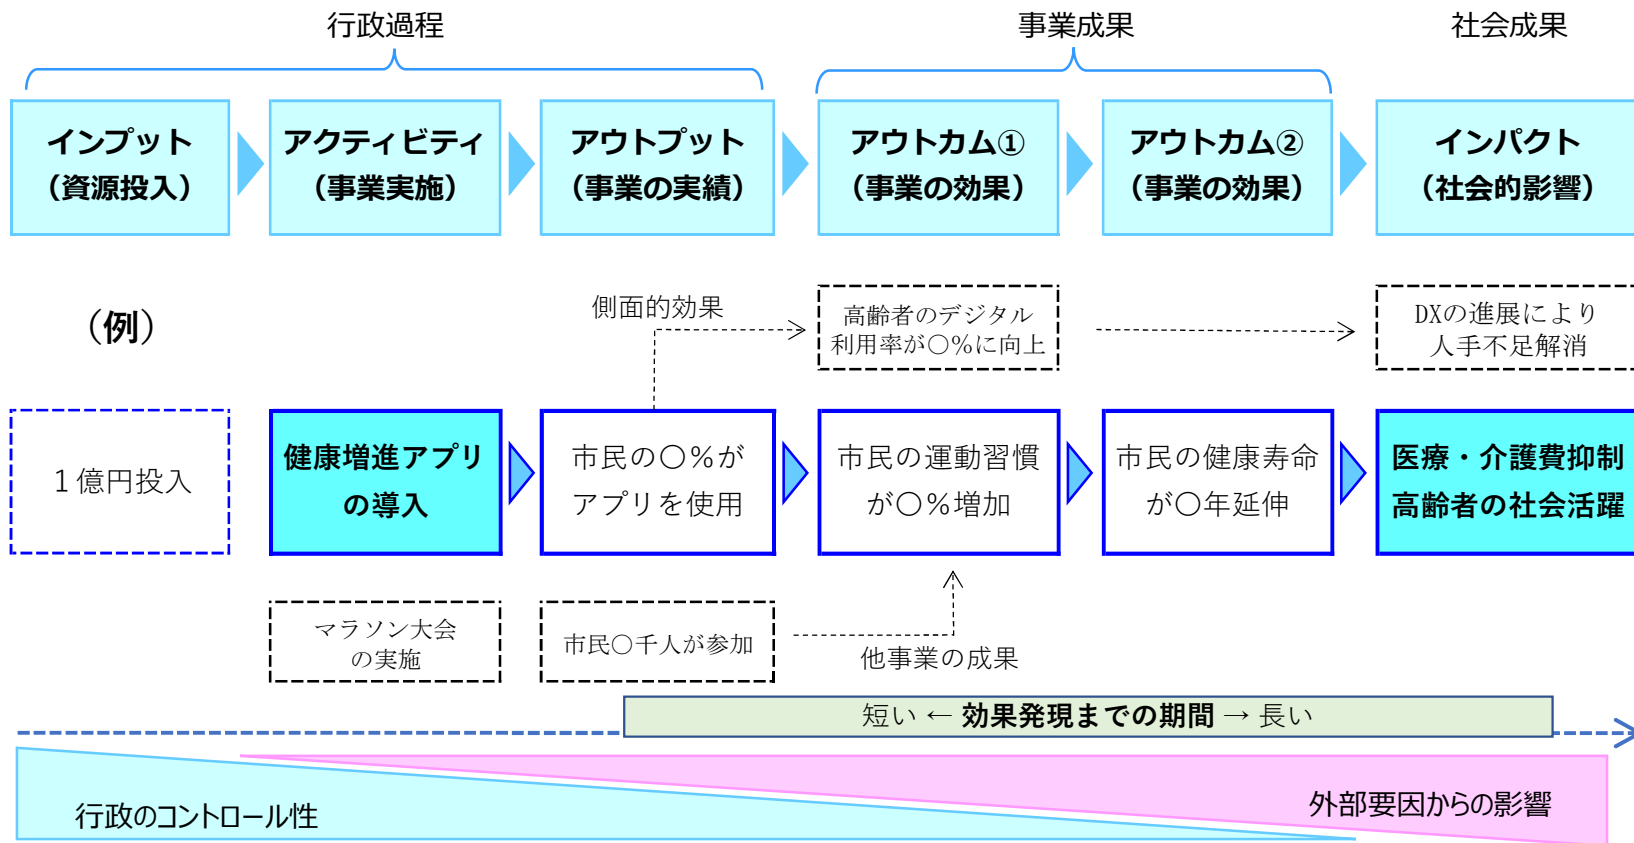 行政過程
事業成果
社会成果
インプット
（資源投入）
アクティビティ
（事業実施）
アウトプット
（事業の実績）
アウトカム①
（事業の効果）
アウトカム②
（事業の効果）
インパクト
（社会的影響）
（例）
側面的効果
高齢者のデジタル
利用率が〇％に向上
DXの進展により
人手不足解消
１億円投入
健康増進アプリ
の導入
市民の〇％が
アプリを使用
市民の運動習慣
が〇％増加
市民の健康寿命
が〇年延伸
医療・介護費抑制
高齢者の社会活躍
マラソン大会
の実施
市民〇千人が参加
他事業の成果
短い ← 効果発現までの期間 → 長い
行政のコントロール性
外部要因からの影響